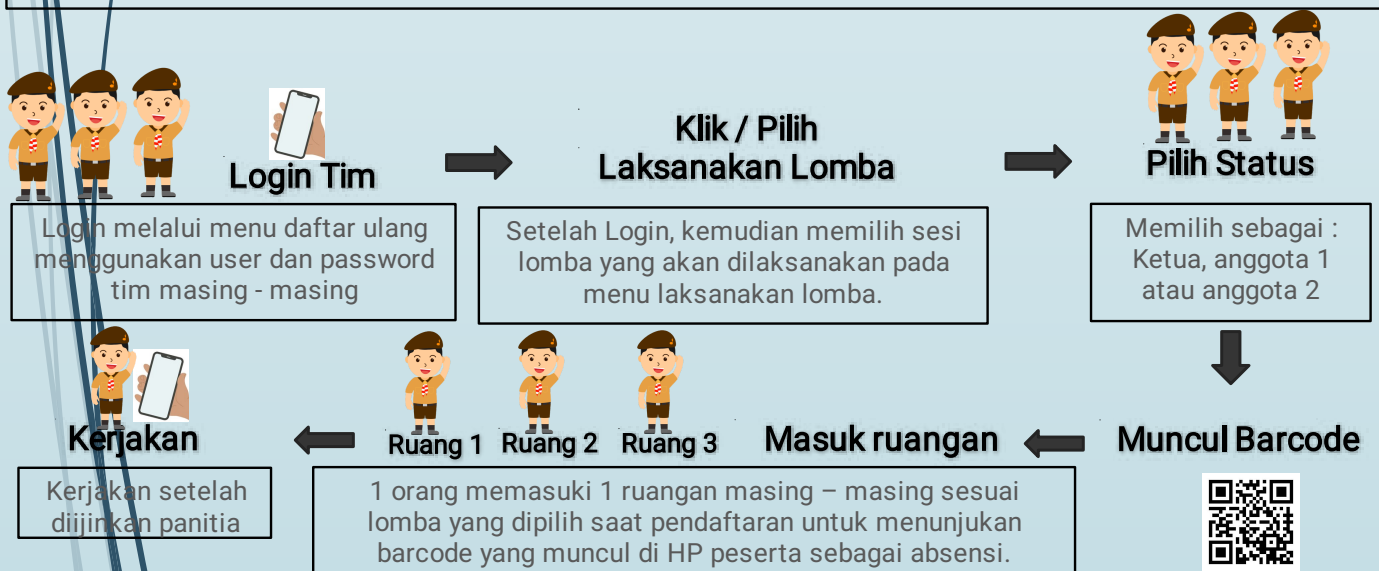 Login Tim
Login melalui menu daftar ulang
menggunakan user dan password
tim masing - masing
Klik / Pilih
Laksanakan Lomba
Setelah Login, kemudian memilih sesi
lomba yang akan dilaksanakan pada
menu laksanakan lomba.
Pilih Status
Memilih sebagai :
Ketua, anggota 1
atau anggota 2
Muncul Barcode
Masuk ruangan
Ruang 1 Ruang 2 Ruang 3
1 orang memasuki 1 ruangan masing – masing sesuai
lomba yang dipilih saat pendaftaran untuk menunjukan
barcode yang muncul di HP peserta sebagai absensi.
Kerjakan
Kerjakan setelah
diijinkan panitia